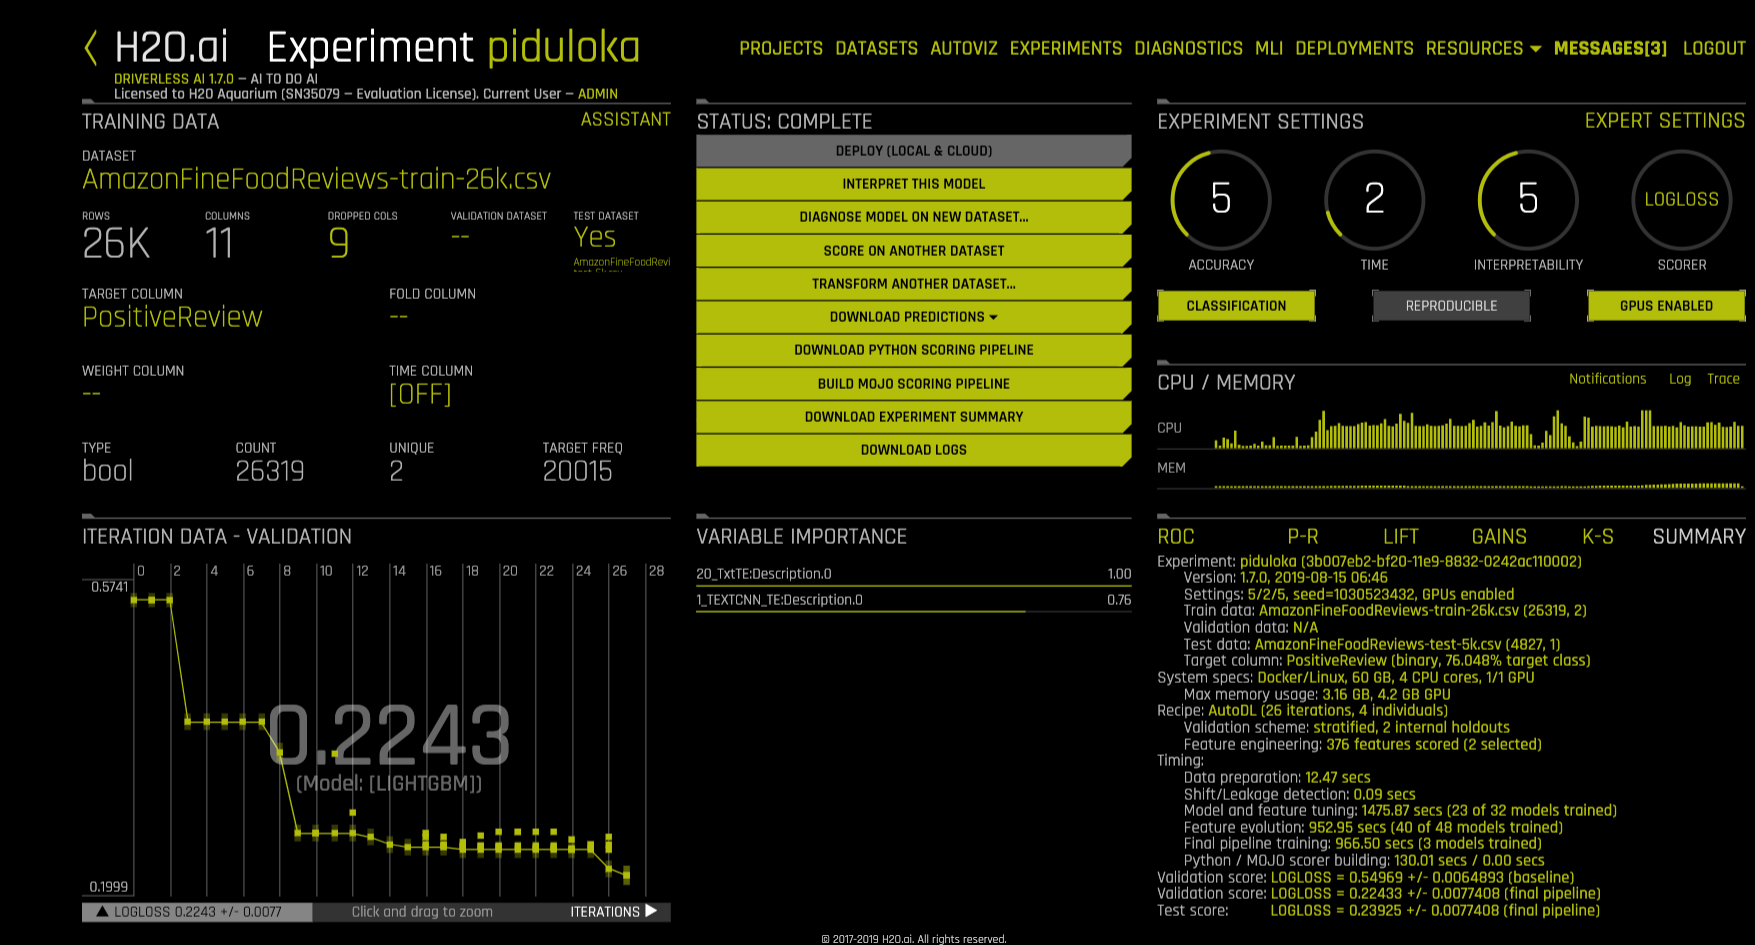 H2O.ai Experiment piduloka
DRIVERLESS AI 1.7.0 – AI TO DO AI
Licensed to H2O Aquarium (SN35079 – Evaluation License). Current User – ADMIN
PROJECTS DATASETS AUTOVIZ EXPERIMENTS DIAGNOSTICS MLI DEPLOYMENTS RESOURCES MESSAGES[3] LOGOUT
TRAINING DATA ASSISTANT
DATASET
AmazonFineFoodReviews-train-26k.csv
ROWS COLUMNS DROPPED COLS VALIDATION DATASET TEST DATASET
26K 11 9 -- Yes
AmazonFineFoodRevi
TARGET COLUMN FOLD COLUMN
PositiveReview --
WEIGHT COLUMN TIME COLUMN
-- [OFF]
TYPE COUNT UNIQUE TARGET FREQ
bool 26319 2 20015
STATUS: COMPLETE
DEPLOY (LOCAL & CLOUD)
INTERPRET THIS MODEL
DIAGNOSE MODEL ON NEW DATASET...
SCORE ON ANOTHER DATASET
TRANSFORM ANOTHER DATASET...
DOWNLOAD PREDICTIONS
DOWNLOAD PYTHON SCORING PIPELINE
BUILD MOJO SCORING PIPELINE
DOWNLOAD EXPERIMENT SUMMARY
DOWNLOAD LOGS
EXPERIMENT SETTINGS EXPERT SETTINGS
5 2 5 LOGLOSS
ACCURACY TIME INTERPRETABILITY SCORER
CLASSIFICATION REPRODUCIBLE GPUS ENABLED
CPU / MEMORY Notifications Log Trace
CPU
MEM
ITERATION DATA - VALIDATION
0 2 4 6 8 10 12 14 16 18 20 22 24 26 28
0.5741
0.2243
(Model: [LIGHTGBM])
0.1999
LOGLOSS 0.2243 +/- 0.0077 Click and drag to zoom ITERATIONS
VARIABLE IMPORTANCE
20_TxtTE:Description.0 1.00
1_TEXTCNN_TE:Description.0 0.76
ROC P-R LIFT GAINS K-S SUMMARY
Experiment: piduloka (3b007eb2-bf20-11e9-8832-0242ac110002)
Version: 1.7.0, 2019-08-15 06:46
Settings: 5/2/5, seed=1030523432, GPUs enabled
Train data: AmazonFineFoodReviews-train-26k.csv (26319, 2)
Validation data: N/A
Test data: AmazonFineFoodReviews-test-5k.csv (4827, 1)
Target column: PositiveReview (binary, 76.048% target class)
System specs: Docker/Linux, 60 GB, 4 CPU cores, 1/1 GPU
Max memory usage: 3.16 GB, 4.2 GB GPU
Recipe: AutoDL (26 iterations, 4 individuals)
Validation scheme: stratified, 2 internal holdouts
Feature engineering: 376 features scored (2 selected)
Timing:
Data preparation: 12.47 secs
Shift/Leakage detection: 0.09 secs
Model and feature tuning: 1475.87 secs (23 of 32 models trained)
Feature evolution: 952.95 secs (40 of 48 models trained)
Final pipeline training: 966.50 secs (3 models trained)
Python / MOJO scorer building: 130.01 secs / 0.00 secs
Validation score: LOGLOSS = 0.54969 +/- 0.0064893 (baseline)
Validation score: LOGLOSS = 0.22433 +/- 0.0077408 (final pipeline)
Test score: LOGLOSS = 0.23925 +/- 0.0077408 (final pipeline)
© 2017-2019 H2O.ai. All rights reserved.